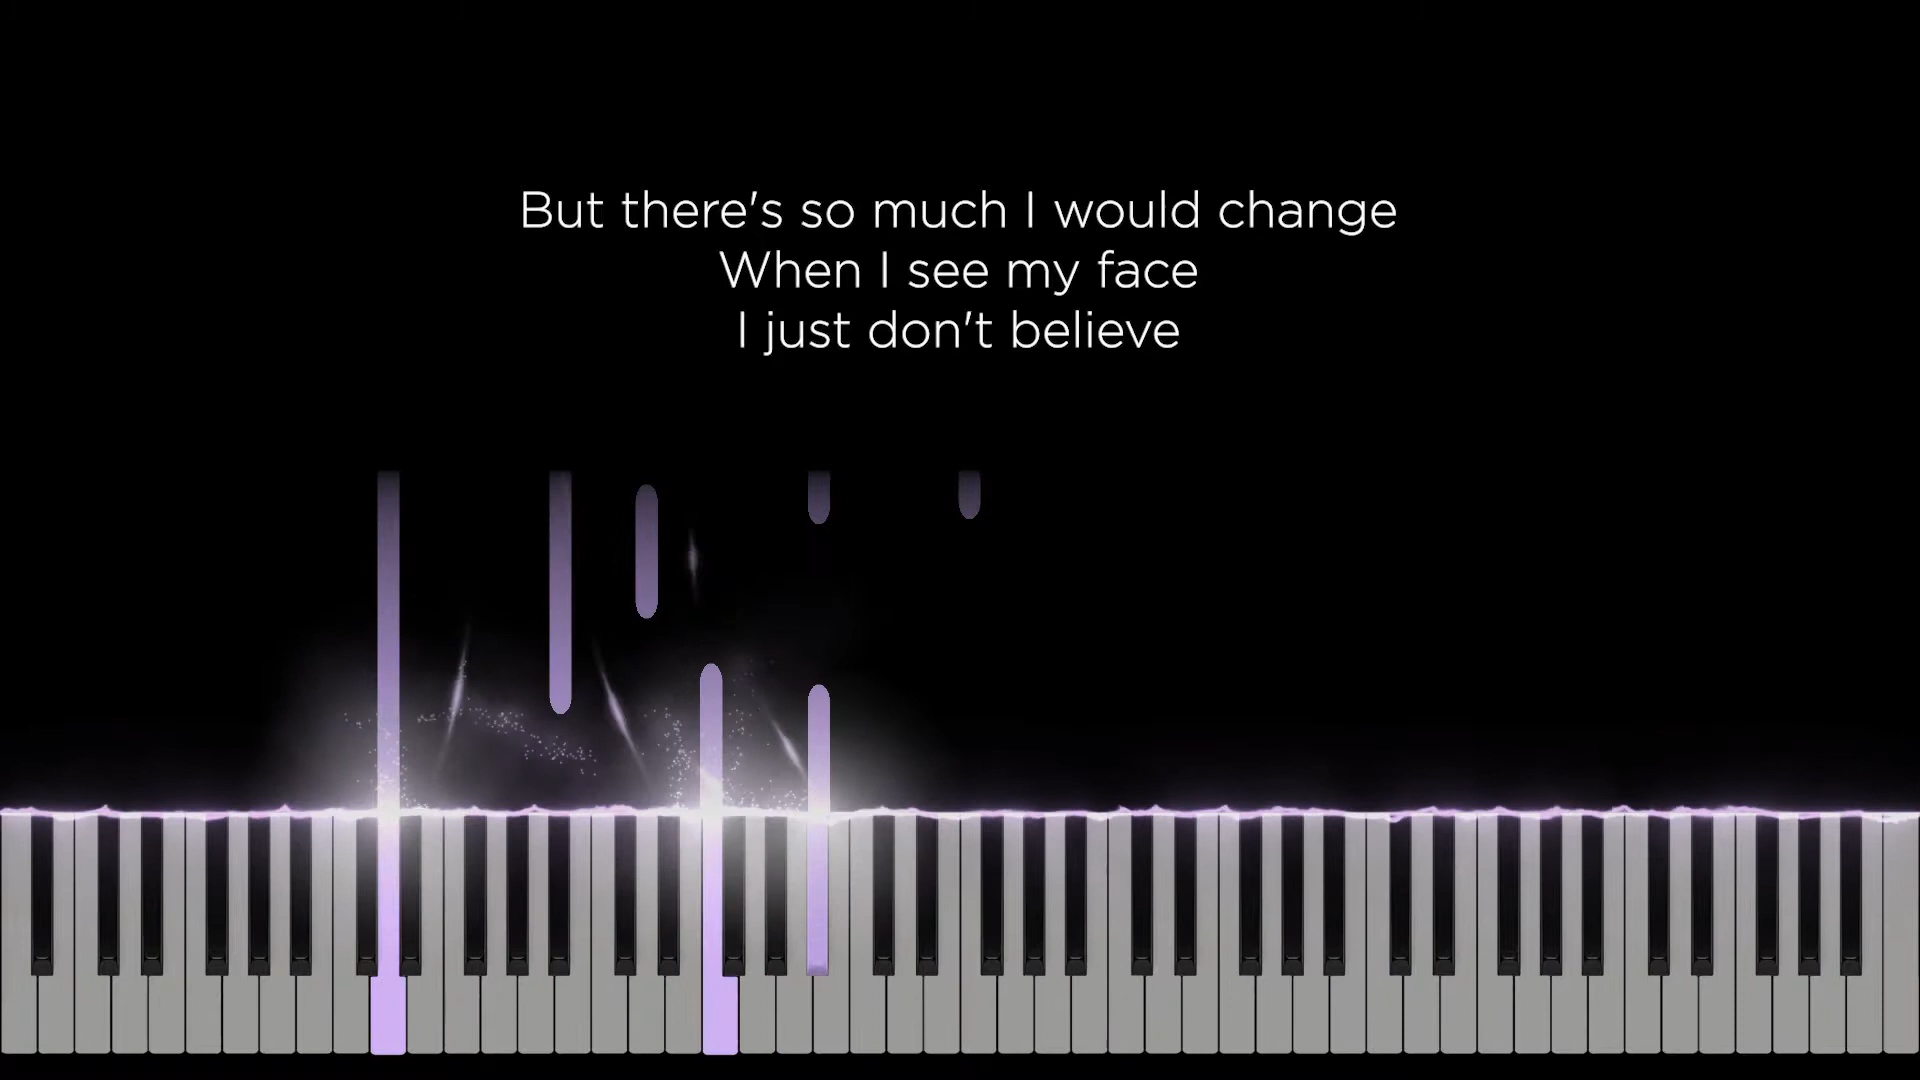 But there's so much I would change
When I see my face
I just don't believe